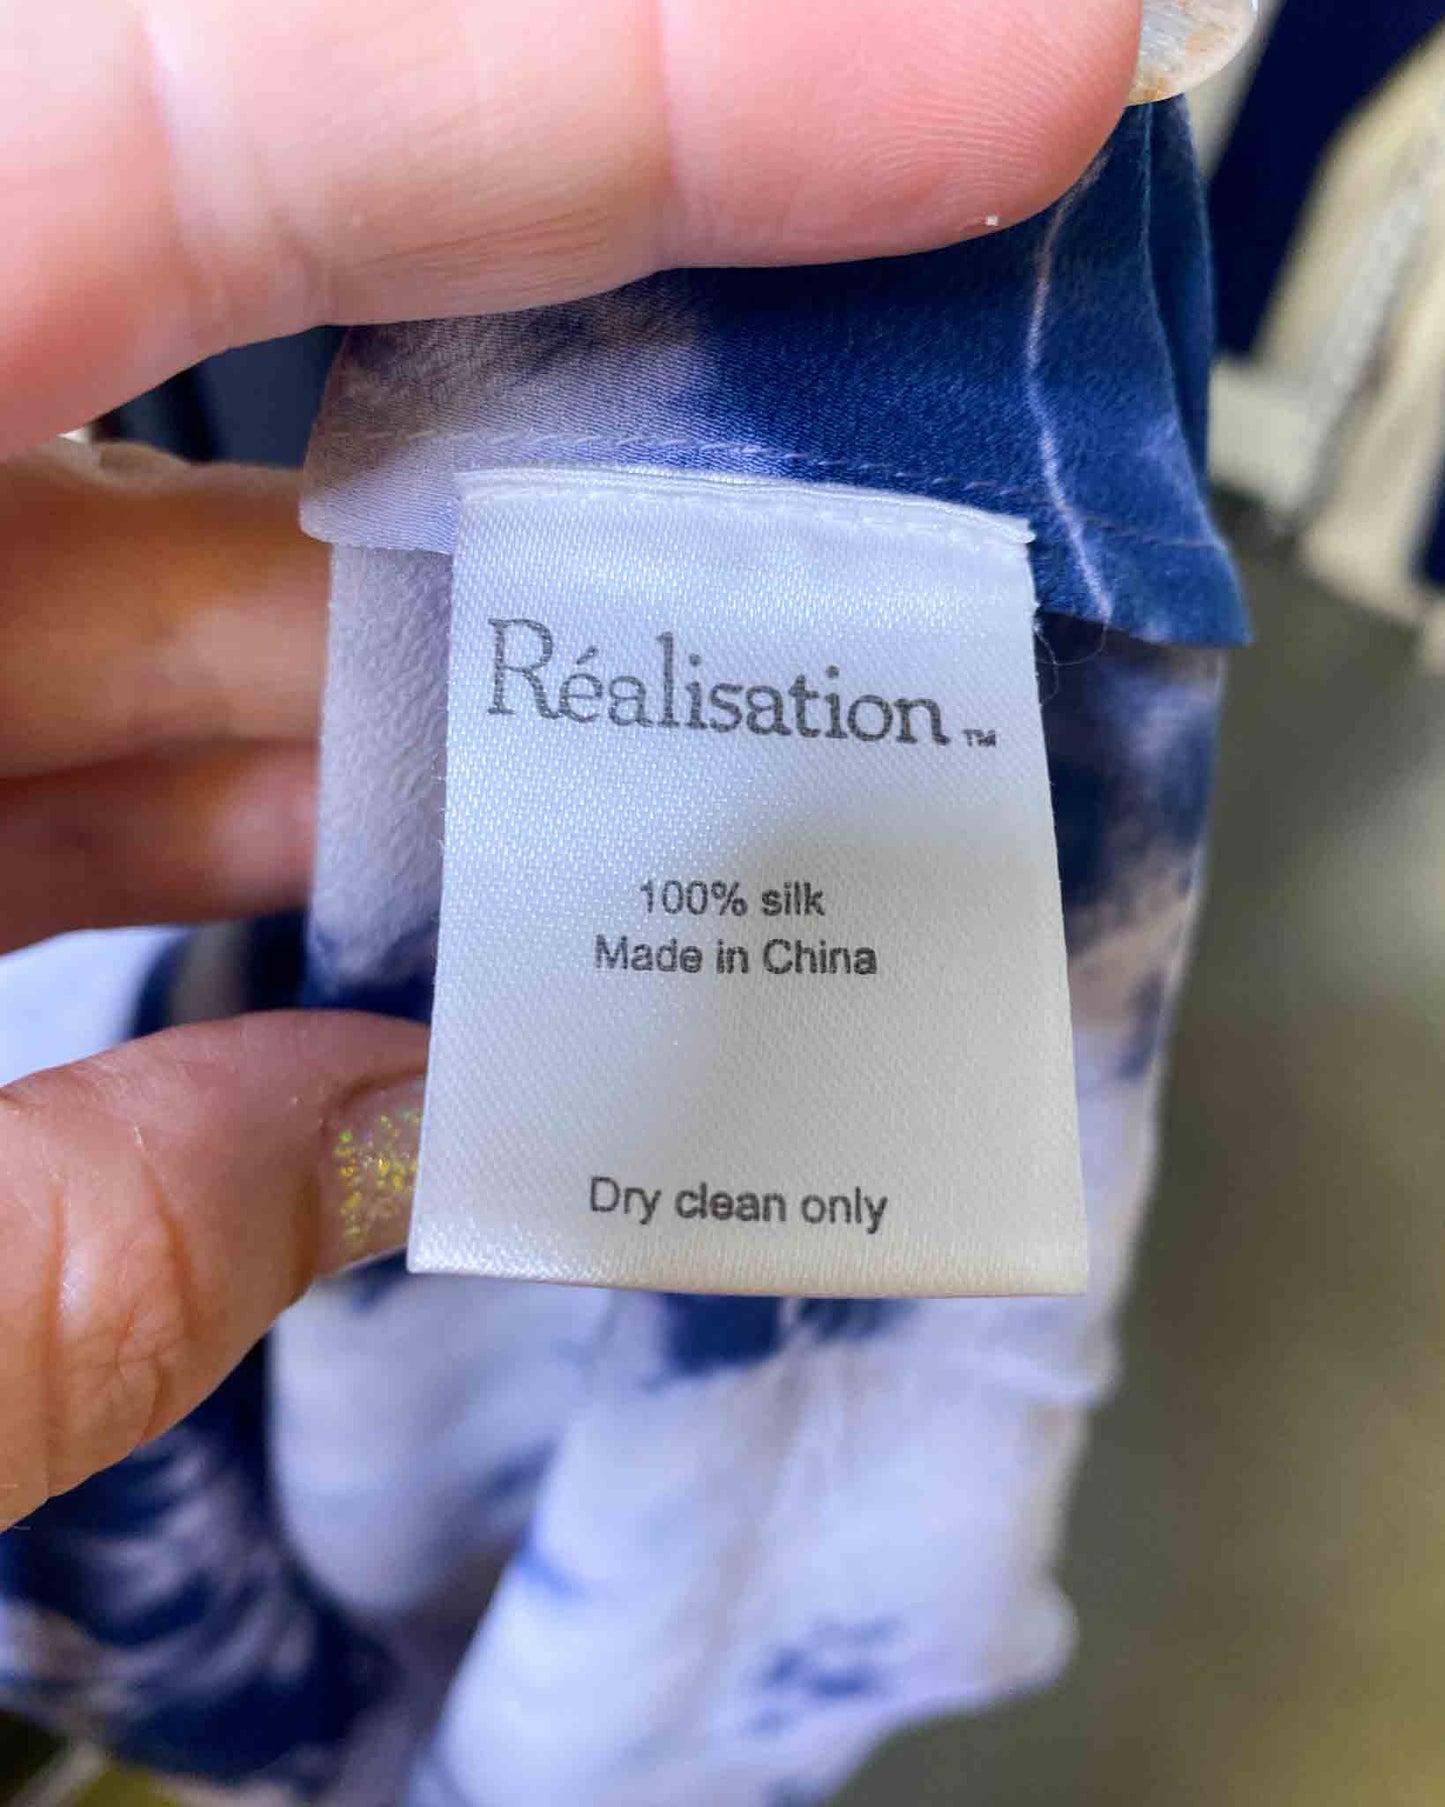 Réalisation™
100% silk
Made in China
Dry clean only